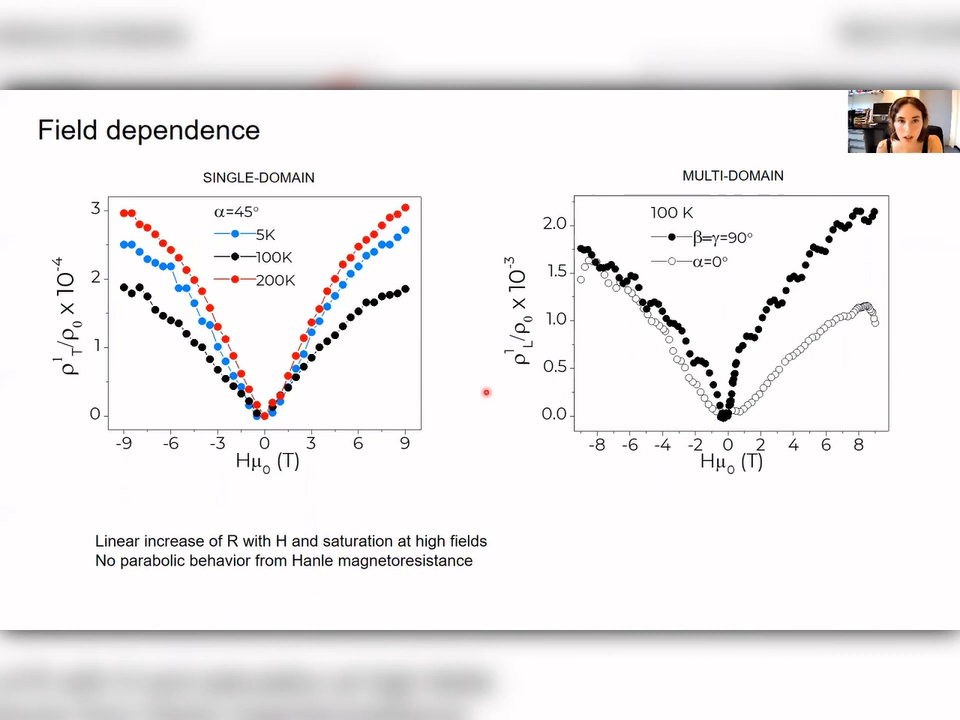 Field dependence
SINGLE-DOMAIN
α=45°
5K
100K
200K
3
2
1
0
-9 -6 -3 0 3 6 9
Hμ₀ (T)
ρ¹T/ρ₀ x 10⁻⁴
MULTI-DOMAIN
100 K
β=γ=90°
α=0°
2.0
1.5
1.0
0.5
0.0
-8 -6 -4 -2 0 2 4 6 8
Hμ₀ (T)
ρ¹L/ρ₀ x 10⁻³
Linear increase of R with H and saturation at high fields
No parabolic behavior from Hanle magnetoresistance